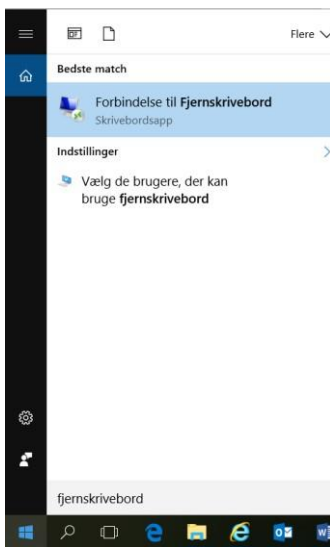 Flere
Bedste match
Forbindelse til Fjernskrivebord
Skrivebordsapp
Indstillinger
Vælg de brugere, der kan
bruge fjernskrivebord
fjernskrivebord